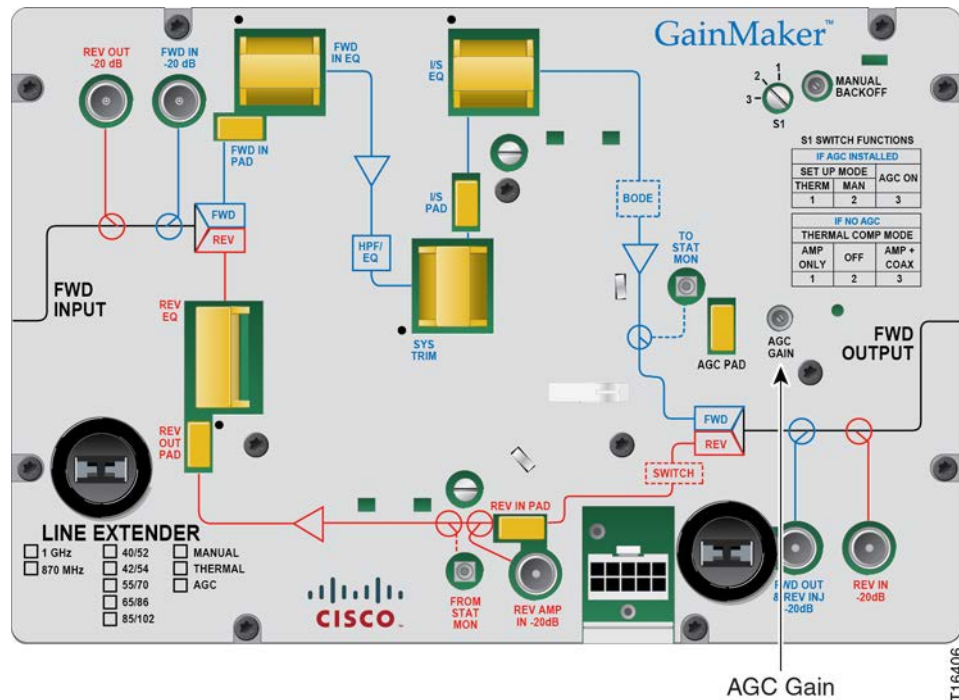 GainMaker™
REV OUT
-20 dB
FWD IN
-20 dB
FWD
IN EQ
FWD IN
PAD
I/S
EQ
I/S
PAD
1
2
3
S1
MANUAL
BACKOFF
S1 SWITCH FUNCTIONS
IF AGC INSTALLED
SET UP MODE
AGC ON
THERM
MAN
1
2
3
IF NO AGC
THERMAL COMP MODE
AMP
ONLY
OFF
AMP +
COAX
1
2
3
FWD
REV
HPF/
EQ
BODE
TO
STAT
MON
FWD
INPUT
REV
EQ
SYS
TRIM
AGC PAD
AGC
GAIN
FWD
OUTPUT
REV
OUT
PAD
FWD
REV
SWITCH
REV IN PAD
LINE EXTENDER
1 GHz
870 MHz
40/52
42/54
55/70
65/86
85/102
MANUAL
THERMAL
AGC
CISCO
FROM
STAT
MON
REV AMP
IN -20dB
FWD OUT
& REV INJ
-20dB
REV IN
-20dB
AGC Gain
T16406